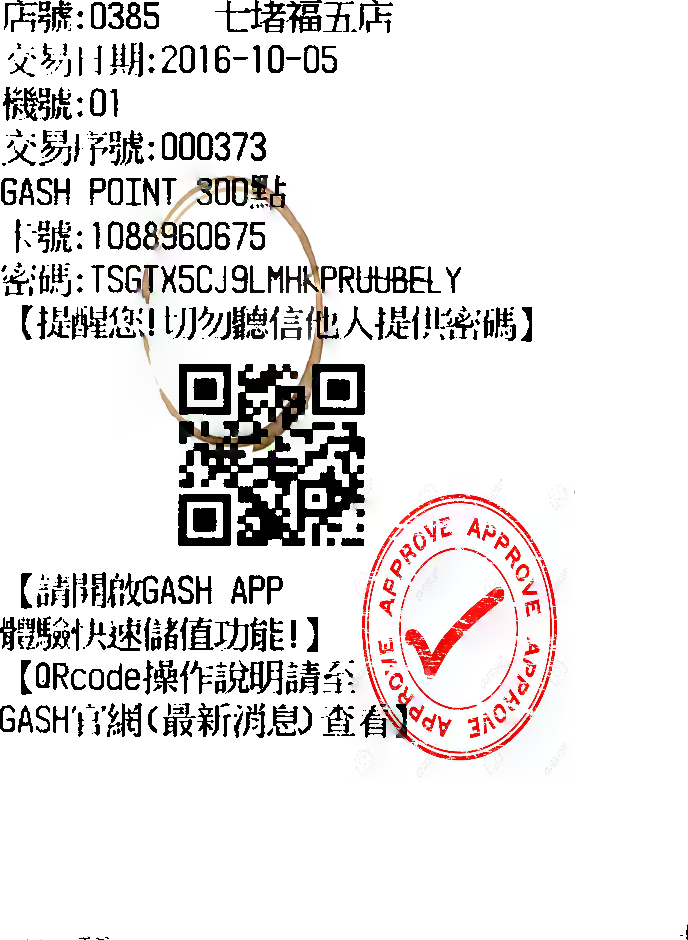 店號:0385 七堵福五店
交易日期:2016-10-05
機號:01
交易序號:000373
GASH POINT 300點
卡號:1088960675
密碼:TSGTX5CJ9LMHKPRUUBELY
【提醒您!切勿聽信他人提供密碼】
【請開啟GASH APP
體驗快速儲值功能!】
【QRcode操作說明請至
GASH官網(最新消息)查看】
APPROVE APPROVE APPROVE APPROVE APPROVE